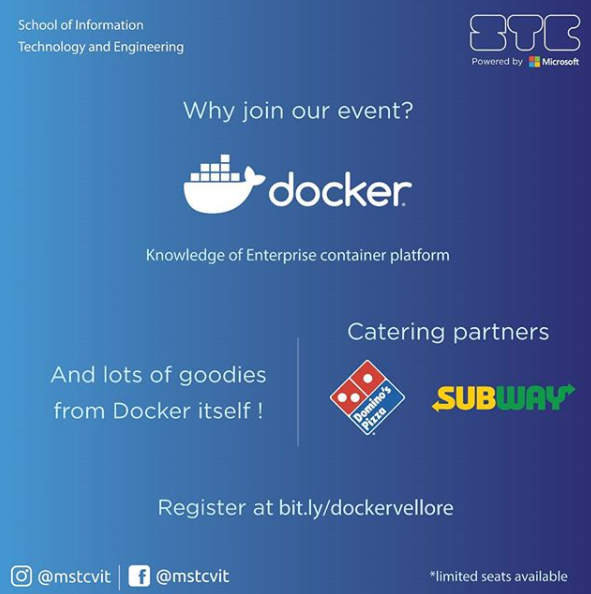 School of Information
Technology and Engineering
STC
Powered by Microsoft
Why join our event?
docker
Knowledge of Enterprise container platform
And lots of goodies
from Docker itself !
Catering partners
Domino's
Pizza
SUBWAY
Register at bit.ly/dockervellore
@mstcvit
@mstcvit
*limited seats available